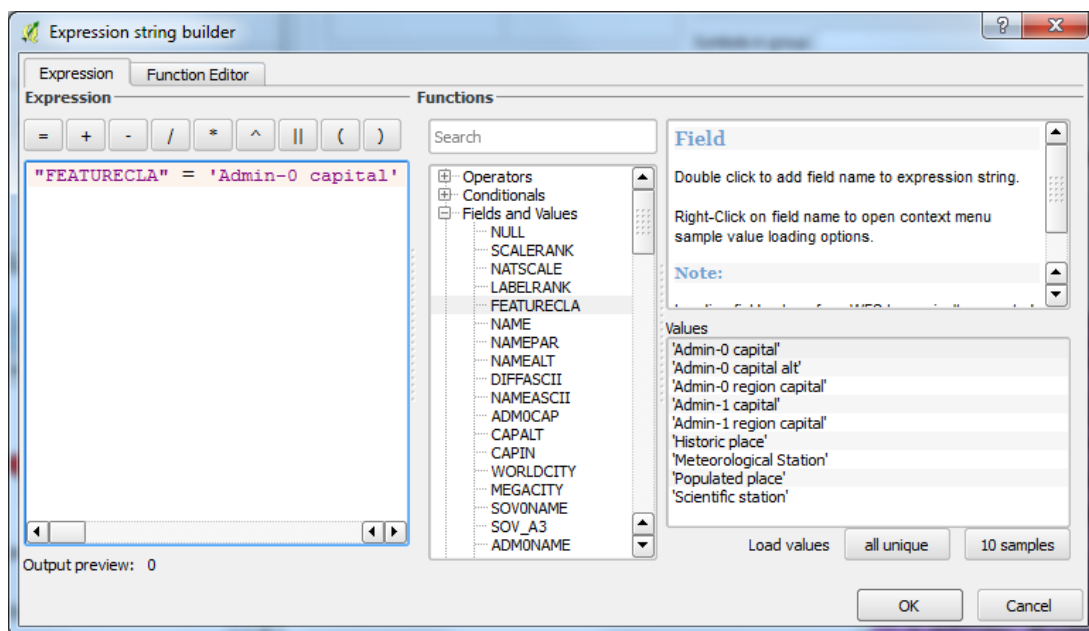 Expression string builder
Expression
Function Editor
Expression
= + - / * ^ || ( )
"FEATURECLA" = 'Admin-0 capital'
Output preview: 0
Functions
Search
Operators
Conditionals
Fields and Values
NULL
SCALERANK
NATSCALE
LABELRANK
FEATURECLA
NAME
NAMEPAR
NAMEALT
DIFFASCII
NAMEASCII
ADM0CAP
CAPALT
CAPIN
WORLDCITY
MEGACITY
SOV0NAME
SOV_A3
ADM0NAME
Field
Double click to add field name to expression string.
Right-Click on field name to open context menu
sample value loading options.
Note:
Values
'Admin-0 capital'
'Admin-0 capital alt'
'Admin-0 region capital'
'Admin-1 capital'
'Admin-1 region capital'
'Historic place'
'Meteorological Station'
'Populated place'
'Scientific station'
Load values
all unique
10 samples
OK
Cancel